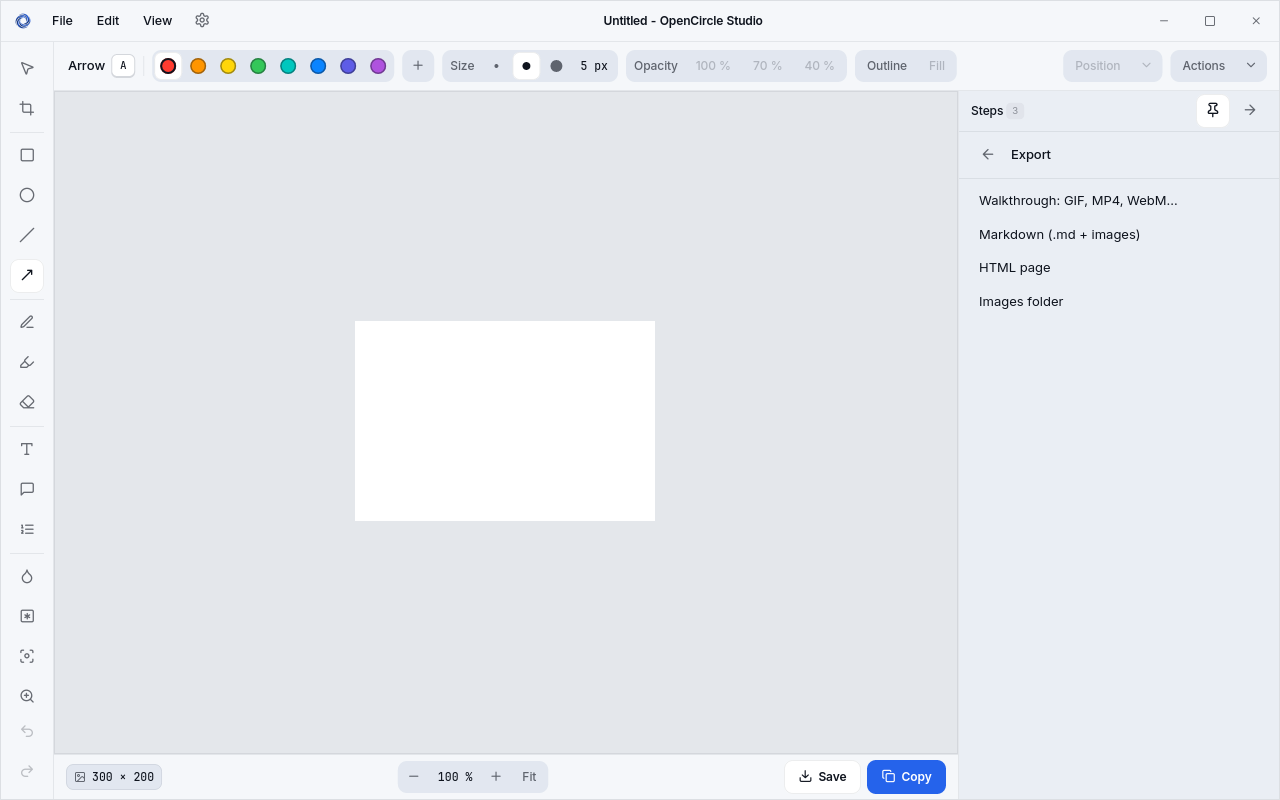 File Edit View Untitled - OpenCircle Studio
Arrow A Size 5 px Opacity 100 % 70 % 40 % Outline Fill Position Actions
Steps 3
Export
Walkthrough: GIF, MP4, WebM...
Markdown (.md + images)
HTML page
Images folder
300 × 200 100 % Fit Save Copy